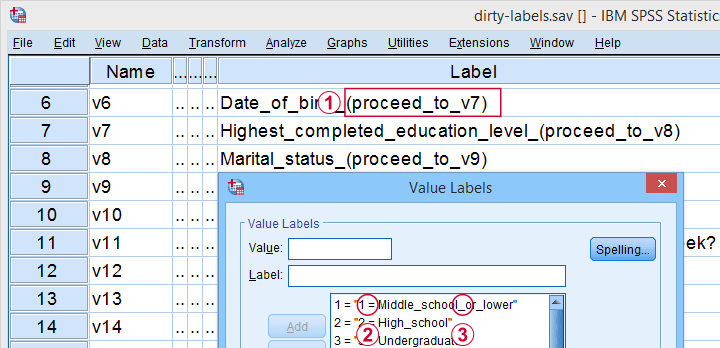 dirty-labels.sav [] - IBM SPSS Statistic
File Edit View Data Transform Analyze Graphs Utilities Extensions Window Help
Name ... ... ... Label
6 v6 .. .. .. 1 (proceed_to_v7)
7 v7 .. .. .. Highest_completed_education_level_(proceed_to_v8)
8 v8 .. .. .. Marital_status_(proceed_to_v9)
9 v9 .. .. .. Value Labels
10 v10 .. .. .. Value Labels
11 v11 .. .. .. Value: Spelling...
12 v12 .. .. .. Label:
13 v13 .. .. .. 1 = "1 = Middle_school_or_lower"
14 v14 .. .. .. Add 2 = "2 = High_school"
2 3
3 = Undergraduat